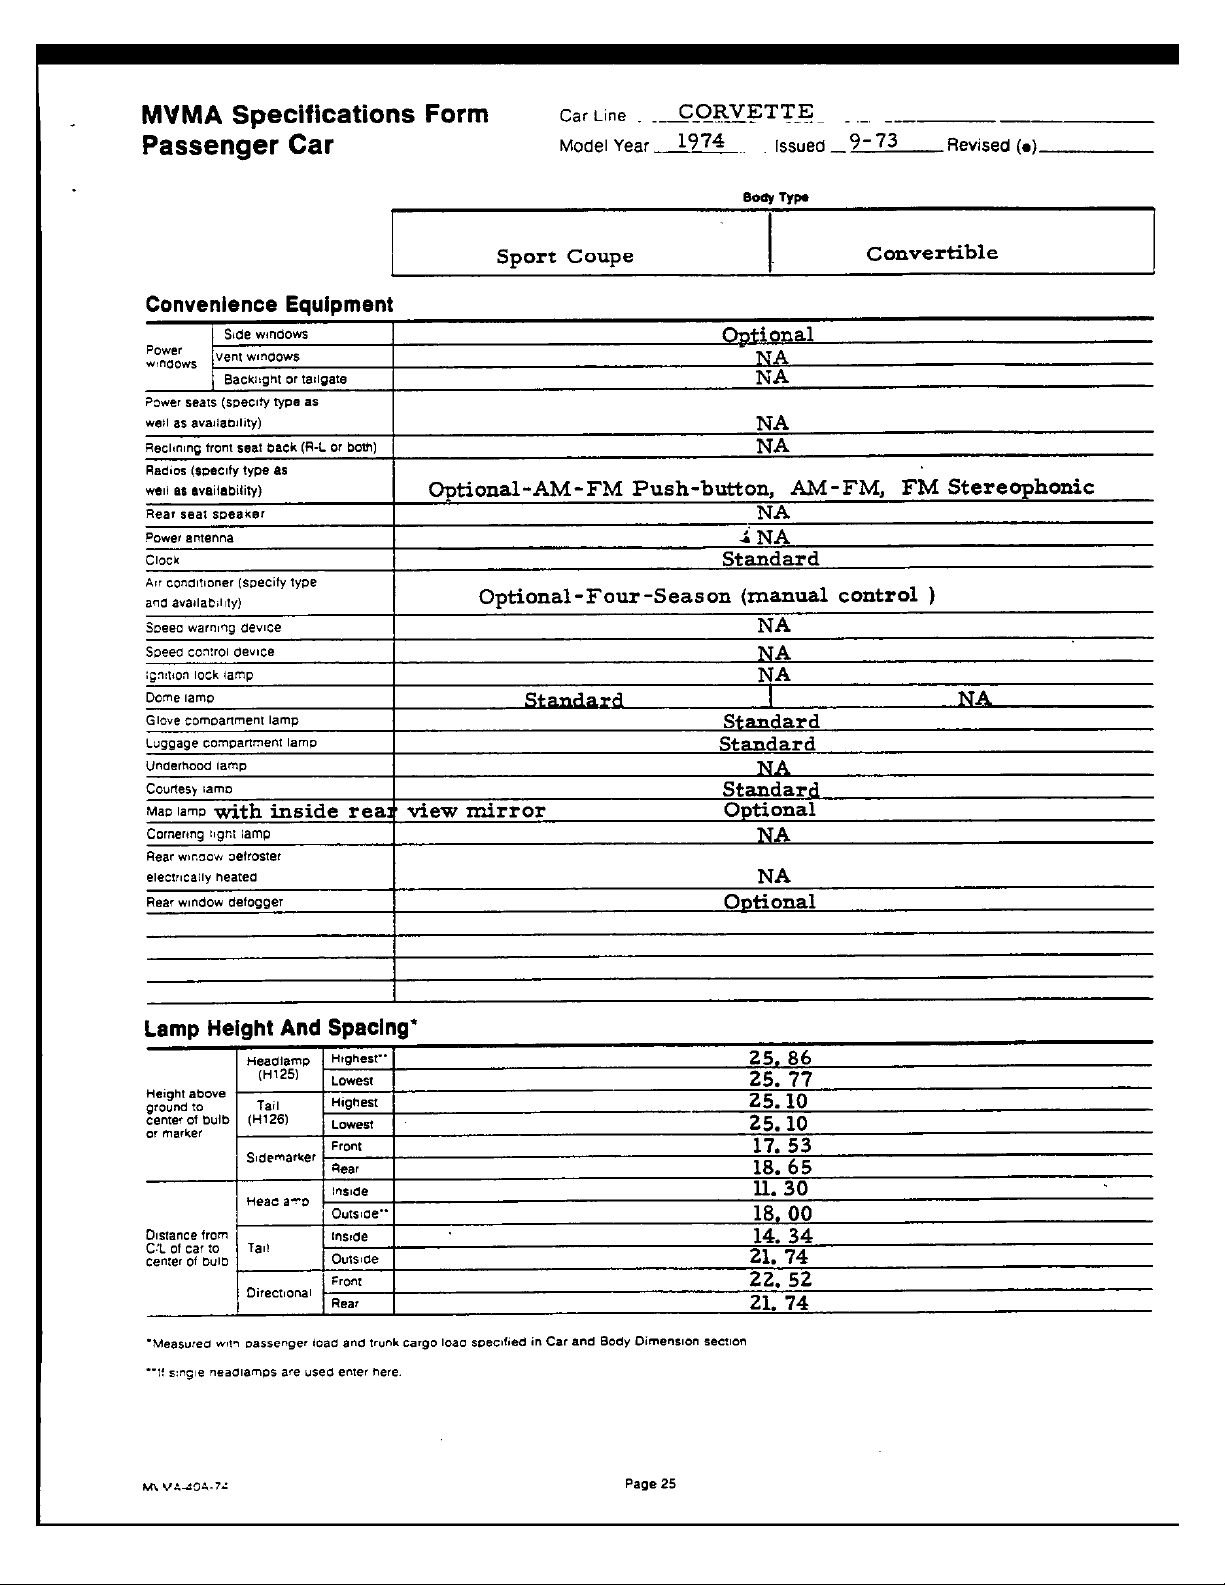 MVMA Specifications Form
Passenger Car
Car Line CORVETTE
Model Year 1974 Issued 9-73 Revised (●)
Body Type
Sport Coupe Convertible
Convenience Equipment
Power windows Side windows Optional
Vent windows NA
Backlight or tailgate NA
Power seats (specify type as
well as availability) NA
Reclining front seat back (R-L or both) NA
Radios (specify type as
well as availability) Optional-AM-FM Push-button, AM-FM, FM Stereophonic
Rear seat speaker NA
Power antenna NA
Clock Standard
Air conditioner (specify type
and availability) Optional-Four-Season (manual control )
Speed warning device NA
Speed control device NA
Ignition lock lamp NA
Dome lamp Standard NA
Glove compartment lamp Standard
Luggage compartment lamp Standard
Underhood lamp NA
Courtesy lamp Standard
Map lamp with inside rear view mirror Optional
Cornering light lamp NA
Rear window defroster
electrically heated NA
Rear window defogger Optional
Lamp Height And Spacing*
Height above ground to center of bulb or marker
Headlamp (H125) Highest** 25.86
Lowest 25.77
Tail (H126) Highest 25.10
Lowest 25.10
Sidemarker Front 17.53
Rear 18.65
Distance from C/L of car to center of bulb
Headlamp Inside 11.30
Outside** 18.00
Tail Inside 14.34
Outside 21.74
Directional Front 22.52
Rear 21.74
*Measured with passenger load and trunk cargo load specified in Car and Body Dimension section
**If single headlamps are used enter here.
MVMA-40A-74
Page 25